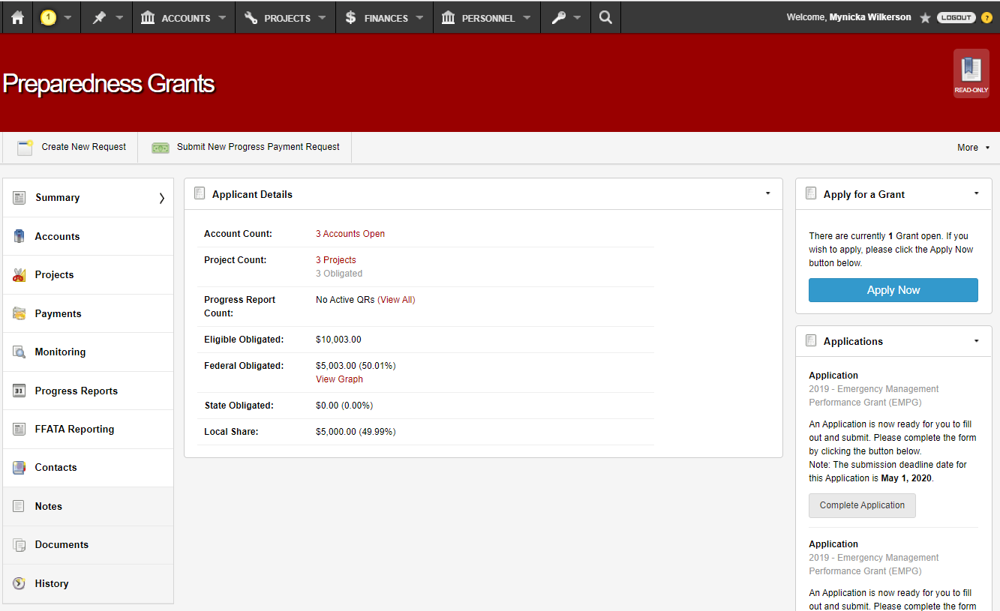 1
ACCOUNTS
PROJECTS
$ FINANCES
PERSONNEL
Welcome, Mynicka Wilkerson
LOGOUT
?
Preparedness Grants
READ-ONLY
Create New Request
Submit New Progress Payment Request
More
Summary
Accounts
Projects
Payments
Monitoring
31 Progress Reports
FFATA Reporting
Contacts
Notes
Documents
History
Applicant Details
Account Count: 3 Accounts Open
Project Count: 3 Projects
3 Obligated
Progress Report No Active QRs (View All)
Count:
Eligible Obligated: $10,003.00
Federal Obligated: $5,003.00 (50.01%)
View Graph
State Obligated: $0.00 (0.00%)
Local Share: $5,000.00 (49.99%)
Apply for a Grant
There are currently 1 Grant open. If you
wish to apply, please click the Apply Now
button below.
Apply Now
Applications
Application
2019 - Emergency Management
Performance Grant (EMPG)
An Application is now ready for you to fill
out and submit. Please complete the form
by clicking the button below.
Note: The submission deadline date for
this Application is May 1, 2020.
Complete Application
Application
2019 - Emergency Management
Performance Grant (EMPG)
An Application is now ready for you to fill
out and submit. Please complete the form